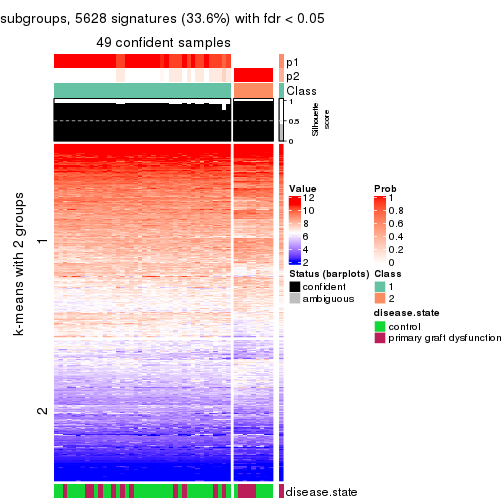 subgroups, 5628 signatures (33.6%) with fdr < 0.05
49 confident samples
p1
p2
Class
1
0.5
0
Silhouette
score
k-means with 2 groups
1
2
Value
12
10
8
6
4
2
Prob
1
0.8
0.6
0.4
0.2
0
Status (barplots)
confident
ambiguous
Class
1
2
disease.state
control
primary graft dysfunction
disease.state